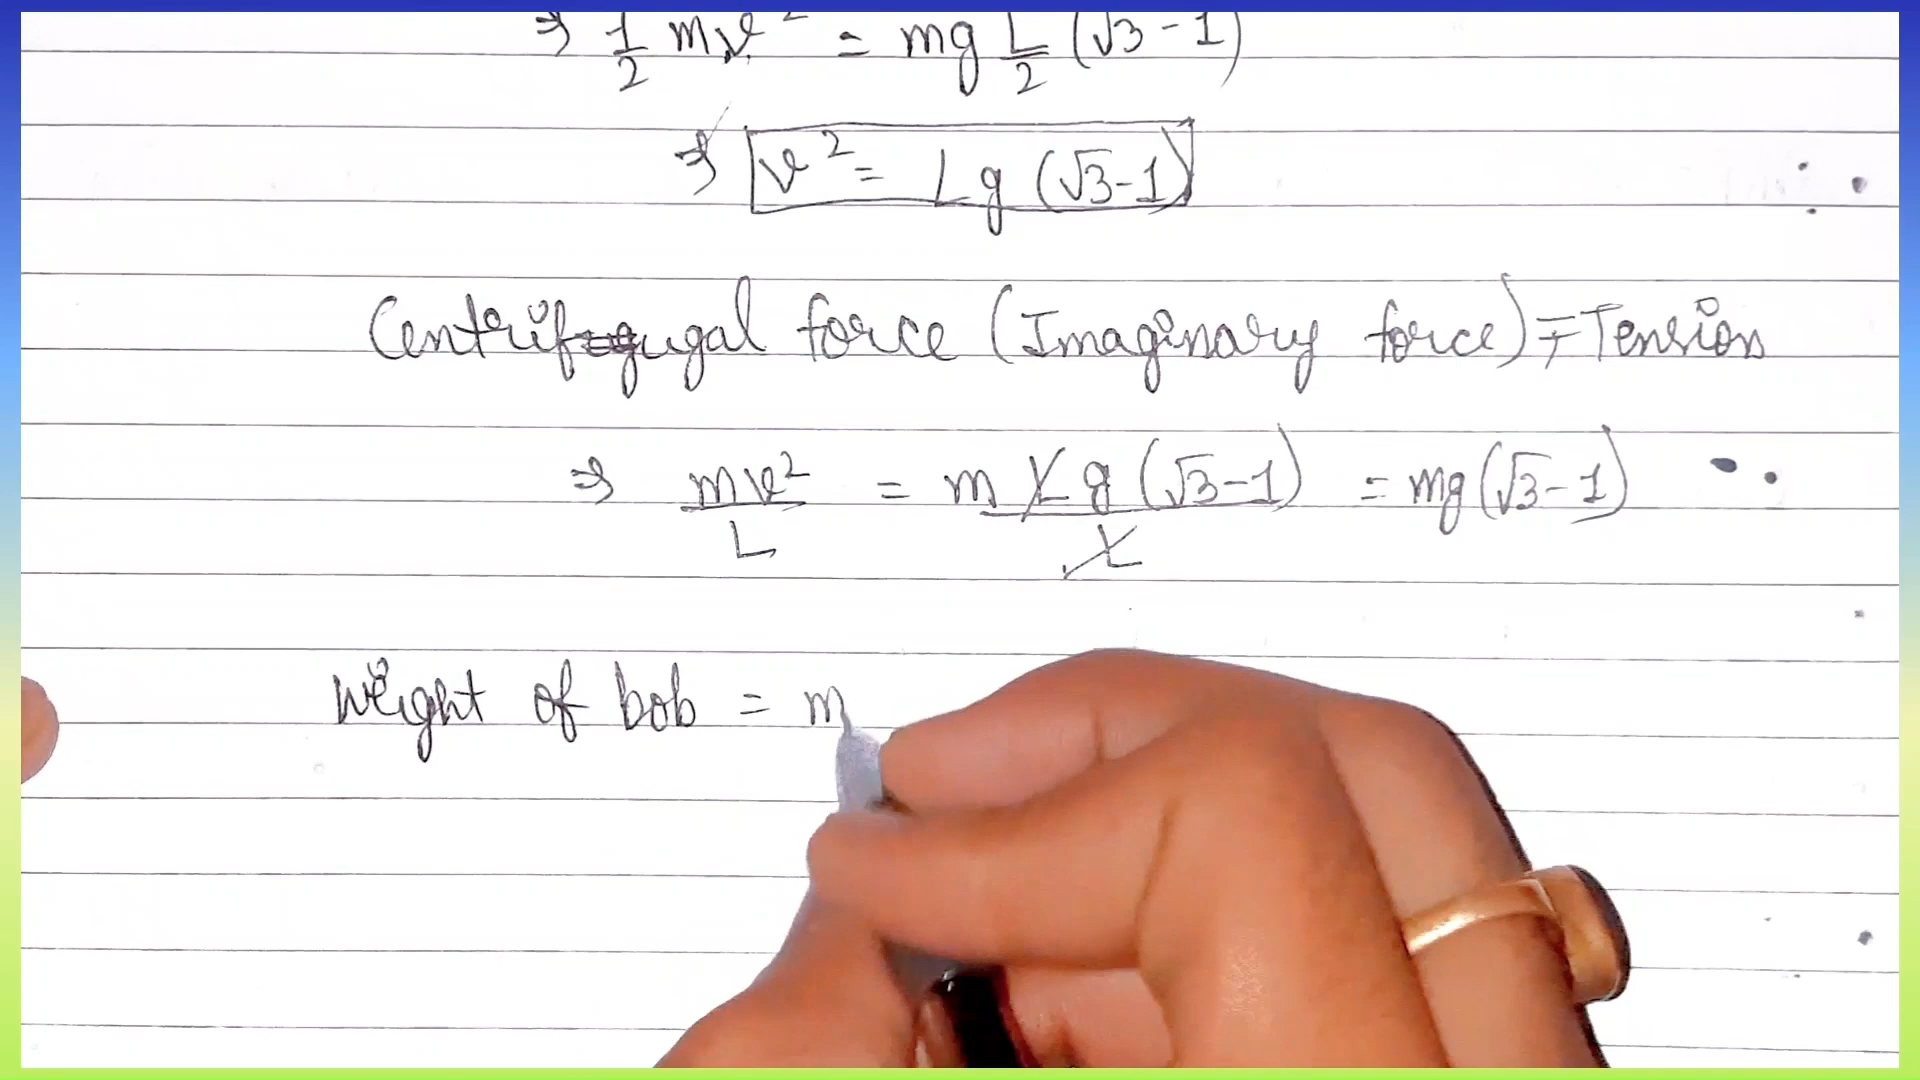 ⇒ 1/2 mv² = mg L/2 (√3-1)
⇒ v² = Lg (√3-1)
Centrifugal force (Imaginary force) = Tension
⇒ mv²/L = m L g (√3-1)/L = mg (√3-1)
Weight of bob = m